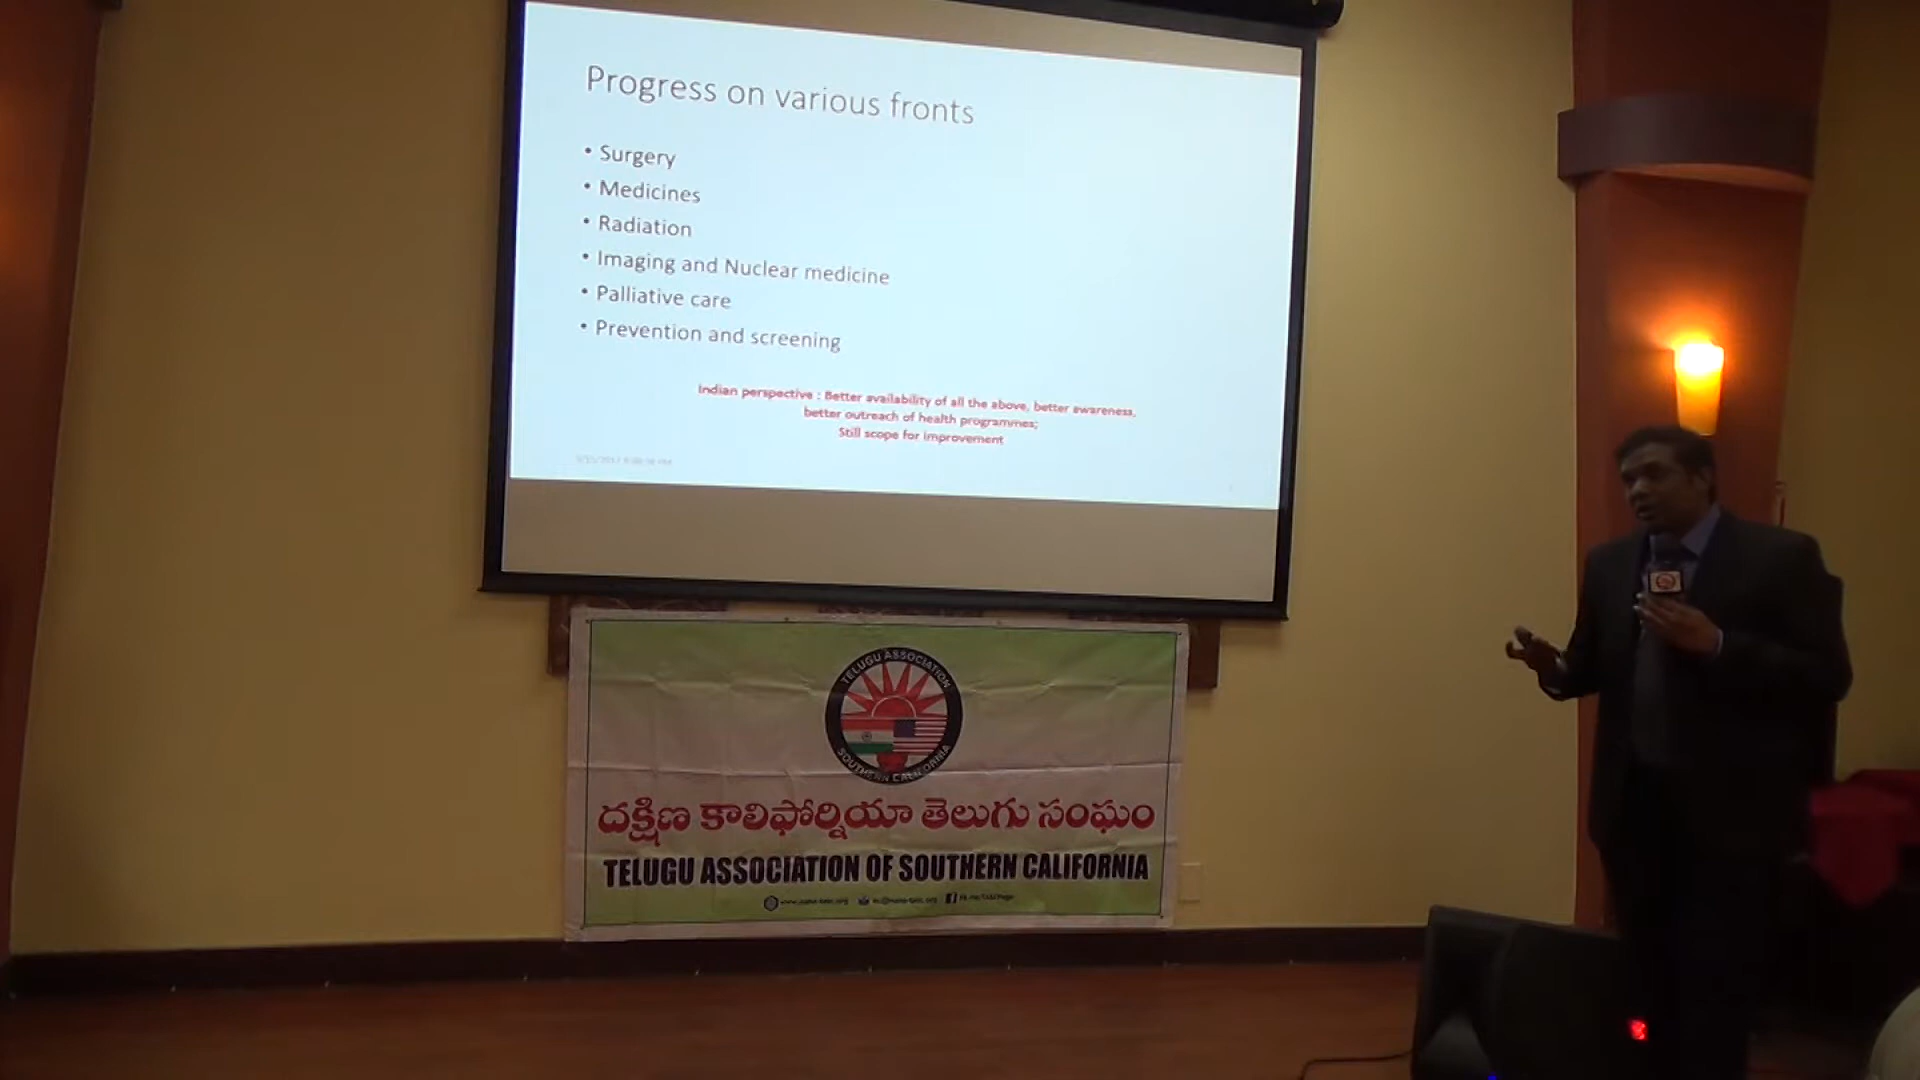 Progress on various fronts
• Surgery
• Medicines
• Radiation
• Imaging and Nuclear medicine
• Palliative care
• Prevention and screening
Indian perspective : Better availability of all the above, better awareness,
better outreach of health programmes;
Still scope for improvement
TELUGU ASSOCIATION
SOUTHERN CALIFORNIA
దక్షిణ కాలిఫోర్నియా తెలుగు సంఘం
TELUGU ASSOCIATION OF SOUTHERN CALIFORNIA